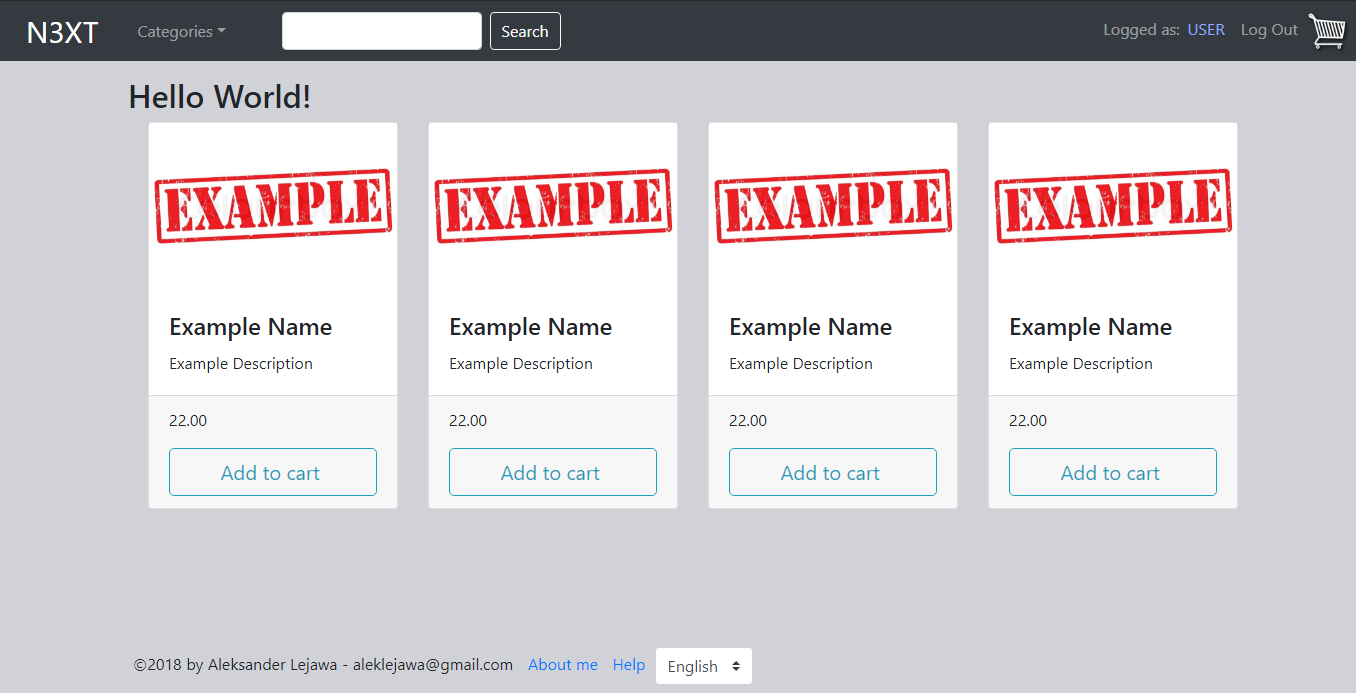 N3XT Categories Search Logged as: USER Log Out
Hello World!
EXAMPLE EXAMPLE EXAMPLE EXAMPLE
Example Name Example Name Example Name Example Name
Example Description Example Description Example Description Example Description
22.00 22.00 22.00 22.00
Add to cart Add to cart Add to cart Add to cart
©2018 by Aleksander Lejawa - aleklejawa@gmail.com About me Help English